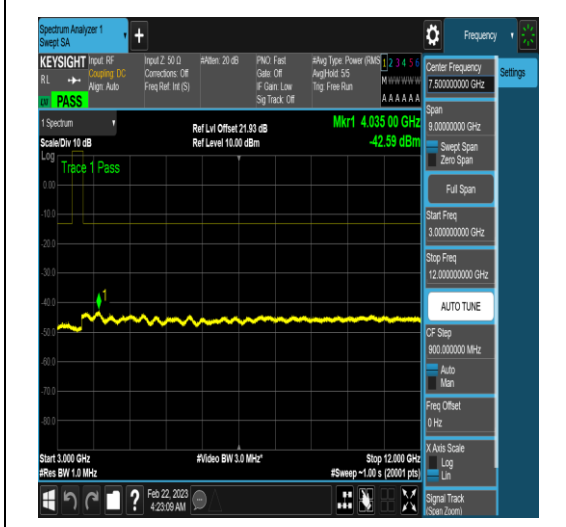 Spectrum Analyzer 1
Swept SA
+
Frequency
KEYSIGHT Input: RF Input Z: 50 Ω #Atten: 20 dB PNO: Fast #Avg Type: Power (RMS 1 2 3 4 5 6
RL Coupling: DC Corrections: Off Gate: Off Avg|Hold: 5/5 M W W W W W
Align: Auto Freq Ref: Int (S) IF Gain: Low Trig: Free Run
PASS Sig Track: Off A A A A A A
1 Spectrum Mkr1 4.035 00 GHz
Ref Lvl Offset 21.93 dB
Scale/Div 10 dB Ref Level 10.00 dBm -42.59 dBm
Log
Trace 1 Pass
0.00
-10.0
-20.0
-30.0
-40.0
1
-50.0
-60.0
-70.0
-80.0
Start 3.000 GHz #Video BW 3.0 MHz* Stop 12.000 GHz
#Res BW 1.0 MHz #Sweep ~1.00 s (20001 pts)
Center Frequency
7.500000000 GHz
Settings
Span
9.00000000 GHz
Swept Span
Zero Span
Full Span
Start Freq
3.000000000 GHz
Stop Freq
12.000000000 GHz
AUTO TUNE
CF Step
900.000000 MHz
Auto
Man
Freq Offset
0 Hz
X Axis Scale
Log
Lin
Signal Track
(Span Zoom)
?
Feb 22, 2023
4:23:09 AM